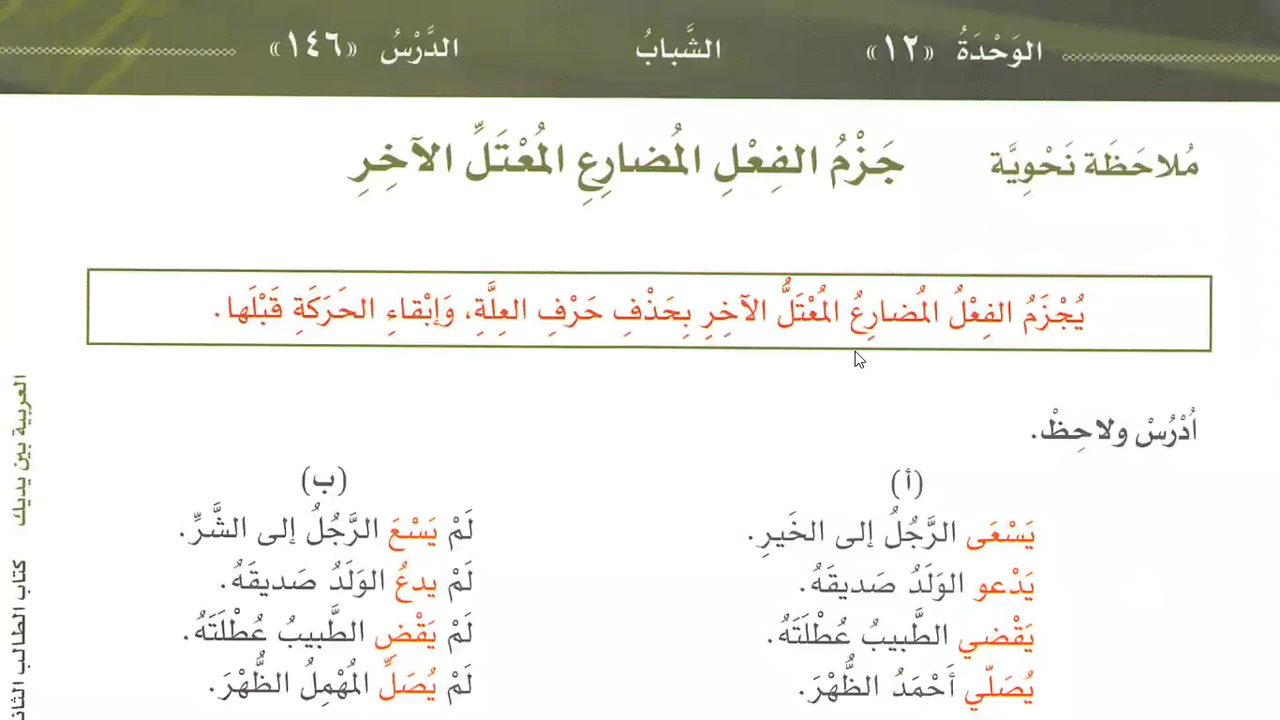 الوَحْدَةُ «١٢» الشَّبابُ الدَّرْسُ «١٤٦»
مُلاحَظَة نَحْوِيَّة جَزْمُ الفِعْلِ المُضارِعِ المُعْتَلِّ الآخِرِ
يُجْزَمُ الفِعْلُ المُضارِعُ المُعْتَلُّ الآخِرِ بِحَذْفِ حَرْفِ العِلَّةِ، وَإبْقاءِ الحَرَكَةِ قَبْلَها.
اُدْرُسْ ولاحِظْ.
(أ) (ب)
يَسْعَى الرَّجُلُ إلى الخَيرِ. لَمْ يَسْعَ الرَّجُلُ إلى الشَّرِّ.
يَدْعو الوَلَدُ صَديقَهُ. لَمْ يدعُ الوَلَدُ صَديقَهُ.
يَقْضي الطَّبيبُ عُطْلَتَهُ. لَمْ يَقْضِ الطَّبيبُ عُطْلَتَهُ.
يُصَلّي أَحْمَدُ الظُّهْرَ. لَمْ يُصَلِّ المُهْمِلُ الظُّهْرَ.
العربية بين يديك كتاب الطالب